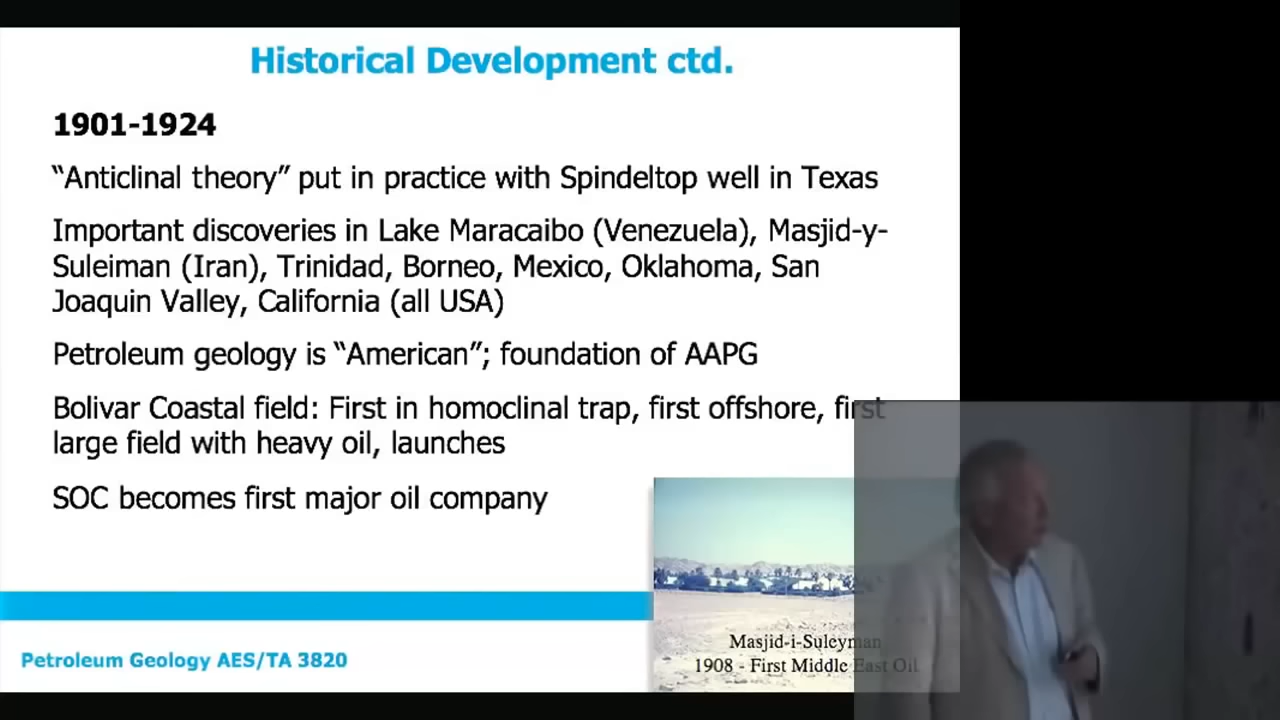 Historical Development ctd.
1901-1924
“Anticlinal theory” put in practice with Spindeltop well in Texas
Important discoveries in Lake Maracaibo (Venezuela), Masjid-y-
Suleiman (Iran), Trinidad, Borneo, Mexico, Oklahoma, San
Joaquin Valley, California (all USA)
Petroleum geology is “American”; foundation of AAPG
Bolivar Coastal field: First in homoclinal trap, first offshore, first
large field with heavy oil, launches
SOC becomes first major oil company
Masjid-i-Suleyman
1908 - First Middle East Oil
Petroleum Geology AES/TA 3820